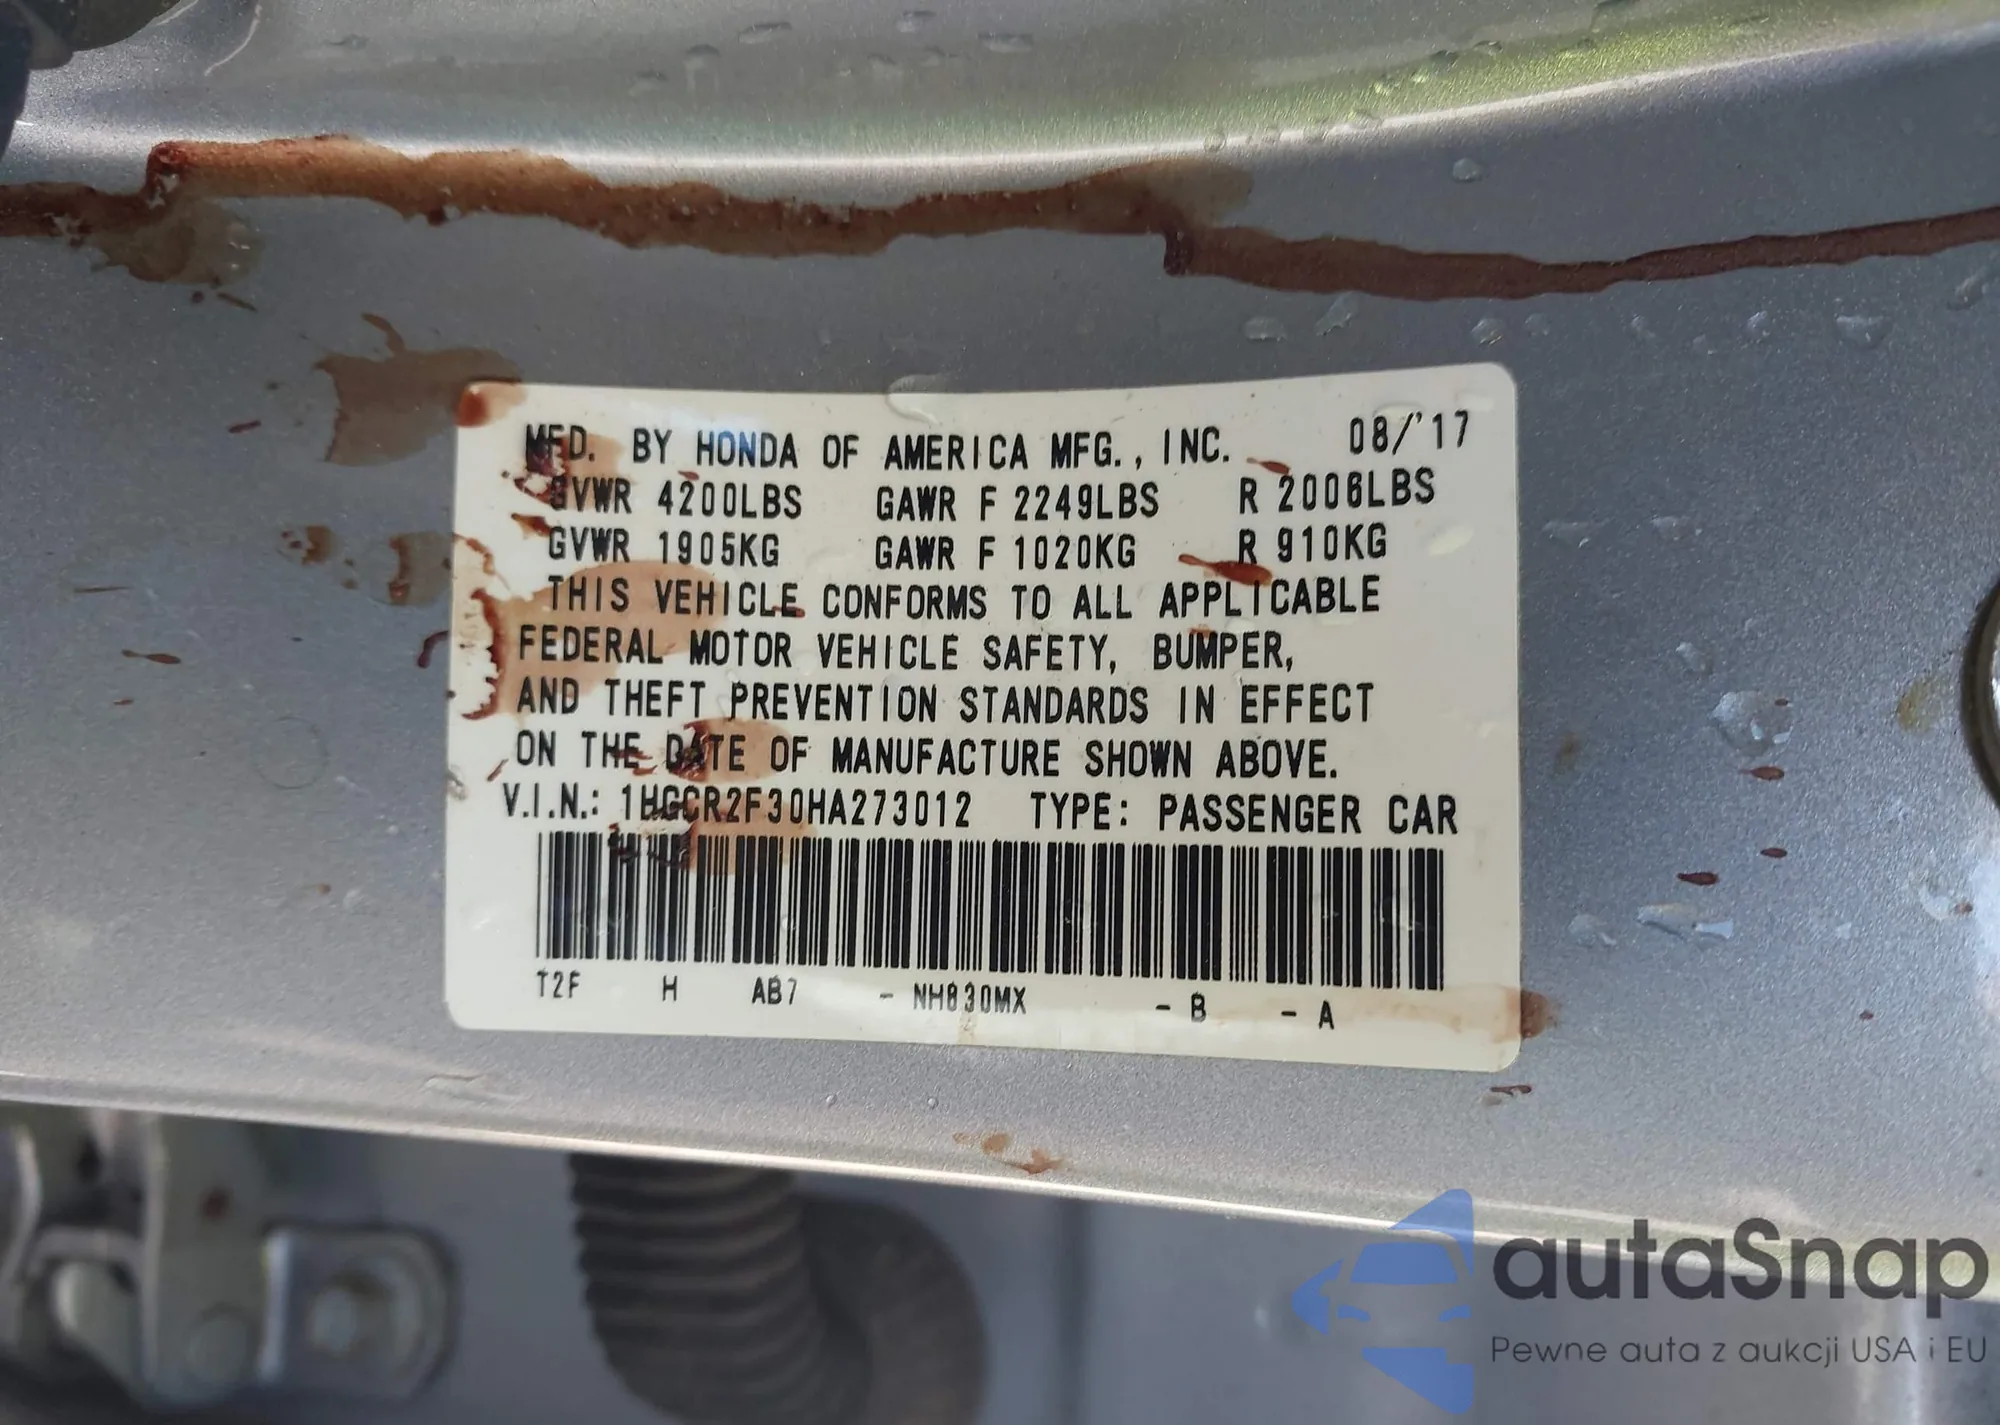 MFD. BY HONDA OF AMERICA MFG., INC. 08/'17
GVWR 4200LBS GAWR F 2249LBS R 2006LBS
GVWR 1905KG GAWR F 1020KG R 910KG
THIS VEHICLE CONFORMS TO ALL APPLICABLE
FEDERAL MOTOR VEHICLE SAFETY, BUMPER,
AND THEFT PREVENTION STANDARDS IN EFFECT
ON THE DATE OF MANUFACTURE SHOWN ABOVE.
V.I.N.: 1HGCR2F30HA273012 TYPE: PASSENGER CAR
T2F H AB7 - NH830MX - B - A
autaSnap
Pewne auta z aukcji USA i EU